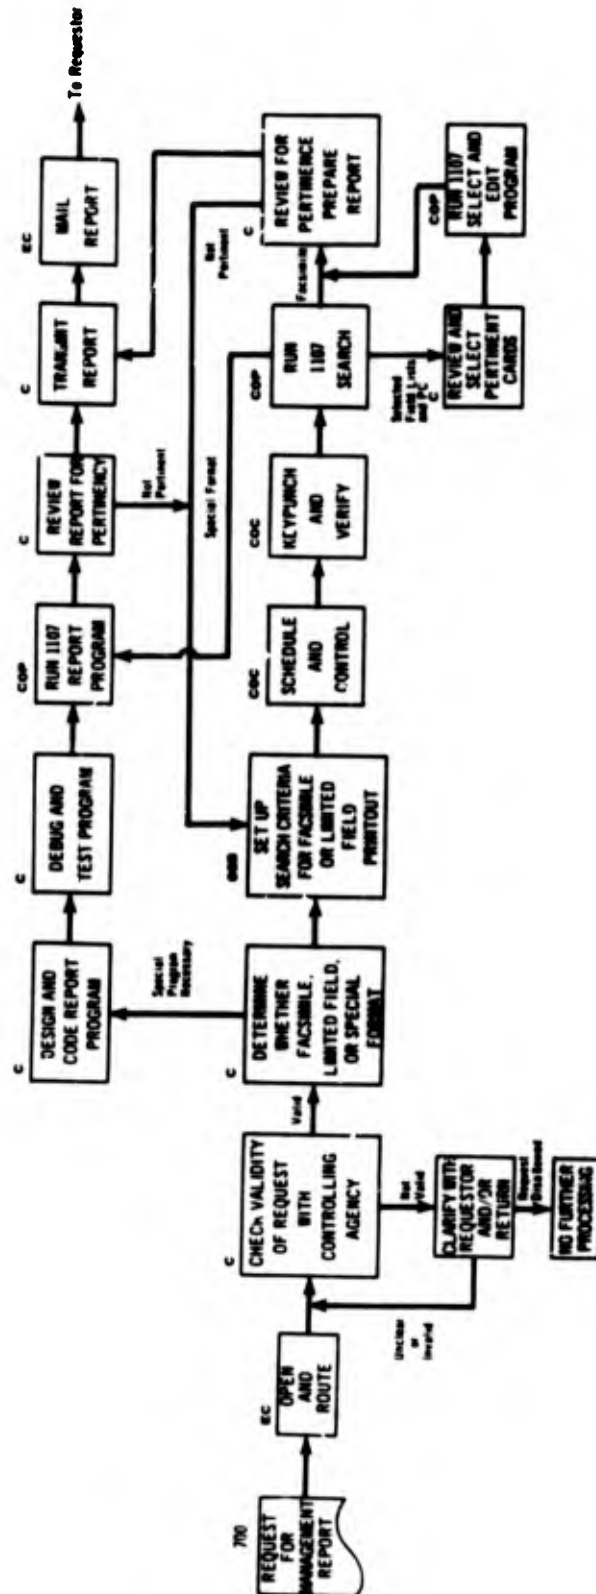 700
REQUEST
FOR
MANAGEMENT
REPORT
EC
OPEN
AND
ROUTE
C
CHECK VALIDITY
OF REQUEST
WITH
CONTROLLING
AGENCY
Unclear
or
Invalid
Not
Valid
CLARIFY WITH
REQUESTOR
AND/OR
RETURN
Request
Disallowed
NO FURTHER
PROCESSING
Valid
C
DETERMINE
WHETHER
FACSIMILE,
LIMITED FIELD,
OR SPECIAL
FORMAT
Special
Program
Necessary
C
DESIGN AND
CODE REPORT
PROGRAM
C
DEBUG AND
TEST PROGRAM
COP
RUN 1107
REPORT
PROGRAM
C
REVIEW
REPORT FOR
PERTINENCY
Not
Pertinent
C
TRANSMIT
REPORT
EC
MAIL
REPORT
To Requestor
SET UP
SEARCH CRITERIA
FOR FACSIMILE
OR LIMITED
FIELD
PRINTOUT
COC
SCHEDULE
AND
CONTROL
COC
KEYPUNCH
AND
VERIFY
COP
RUN
1107
SEARCH
Special Format
Facsimile
Not
Pertinent
C
REVIEW FOR
PERTINENCE
PREPARE
REPORT
Selected
Field Lists
and PC
C
REVIEW AND
SELECT
PERTINENT
CARDS
COP
RUN 1107
SELECT AND
EDIT
PROGRAM